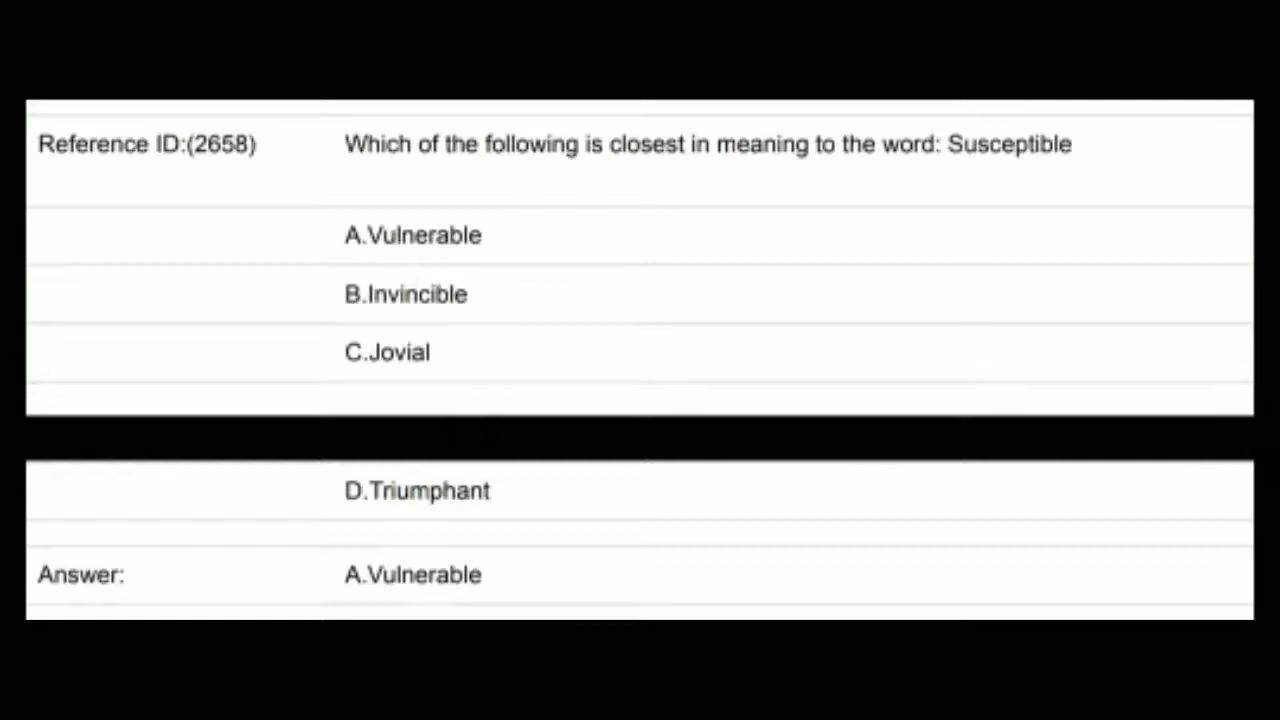 Reference ID:(2658) Which of the following is closest in meaning to the word: Susceptible
A.Vulnerable
B.Invincible
C.Jovial
D.Triumphant
Answer: A.Vulnerable